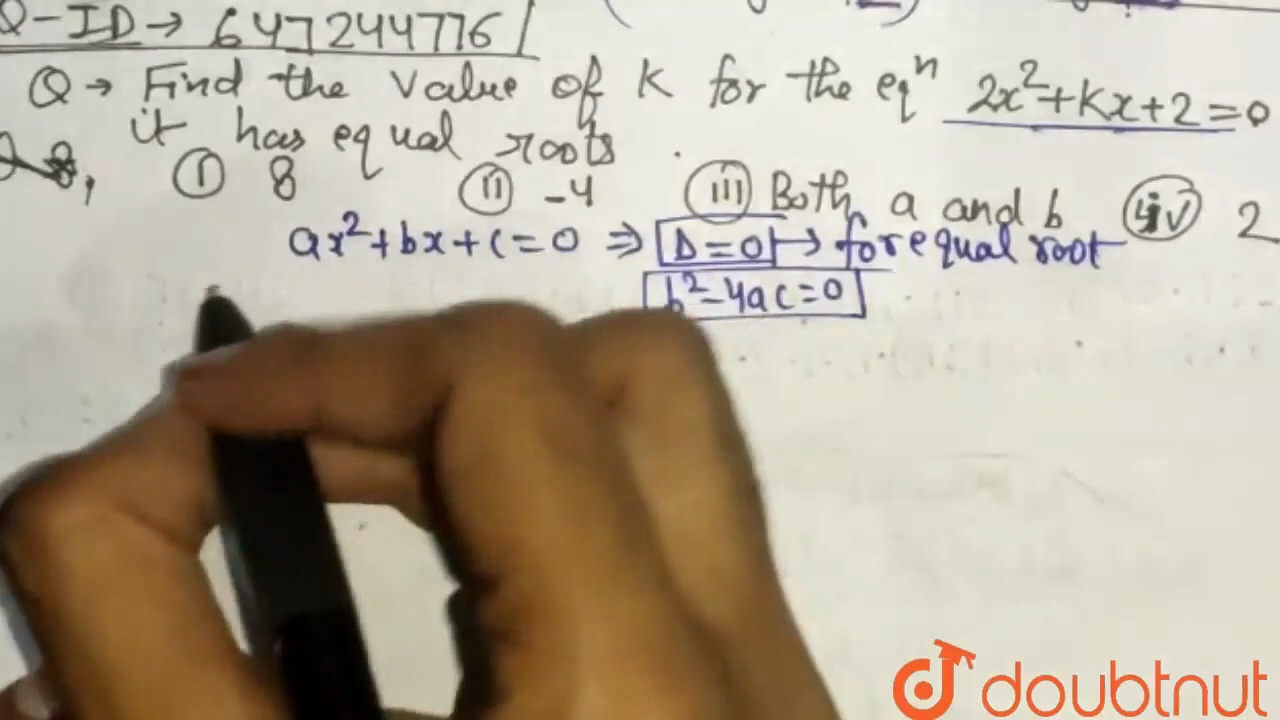 Q-ID→ 647244776
Q→ Find the value of K for the eqⁿ 2x²+Kx+2=0
it has equal roots.
(i) 8 (ii) -4 (iii) Both a and b (iv) 2
ax²+bx+c=0 ⇒ D=0 → for equal root
b²-4ac=0
doubtnut